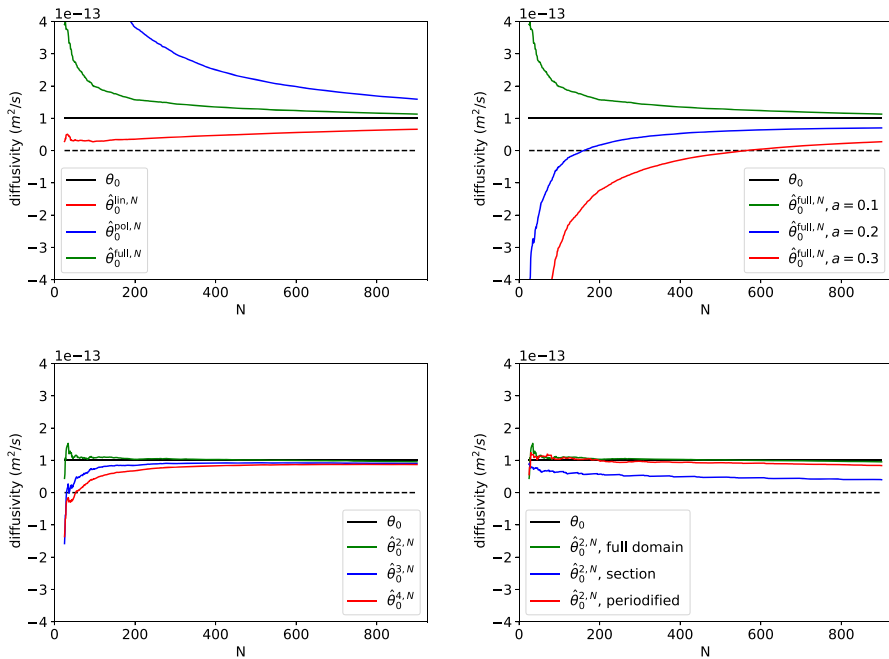 1e−13
diffusivity (m²/s)
4
3
2
1
0
−1
−2
−3
−4
0
200
400
600
800
N
θ₀
θ̂₀^{lin, N}
θ̂₀^{pol, N}
θ̂₀^{full, N}
1e−13
diffusivity (m²/s)
4
3
2
1
0
−1
−2
−3
−4
0
200
400
600
800
N
θ₀
θ̂₀^{full, N}, a = 0.1
θ̂₀^{full, N}, a = 0.2
θ̂₀^{full, N}, a = 0.3
1e−13
diffusivity (m²/s)
4
3
2
1
0
−1
−2
−3
−4
0
200
400
600
800
N
θ₀
θ̂₀^{2, N}
θ̂₀^{3, N}
θ̂₀^{4, N}
1e−13
diffusivity (m²/s)
4
3
2
1
0
−1
−2
−3
−4
0
200
400
600
800
N
θ₀
θ̂₀^{2, N}, full domain
θ̂₀^{2, N}, section
θ̂₀^{2, N}, periodified